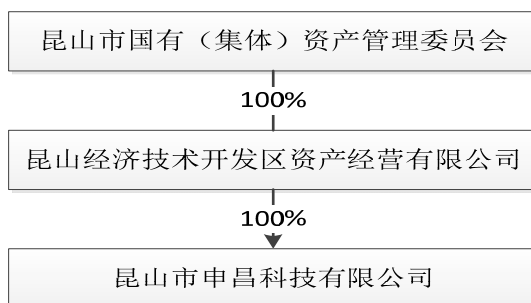 昆山市国有（集体）资产管理委员会
100%
昆山经济技术开发区资产经营有限公司
100%
昆山市申昌科技有限公司